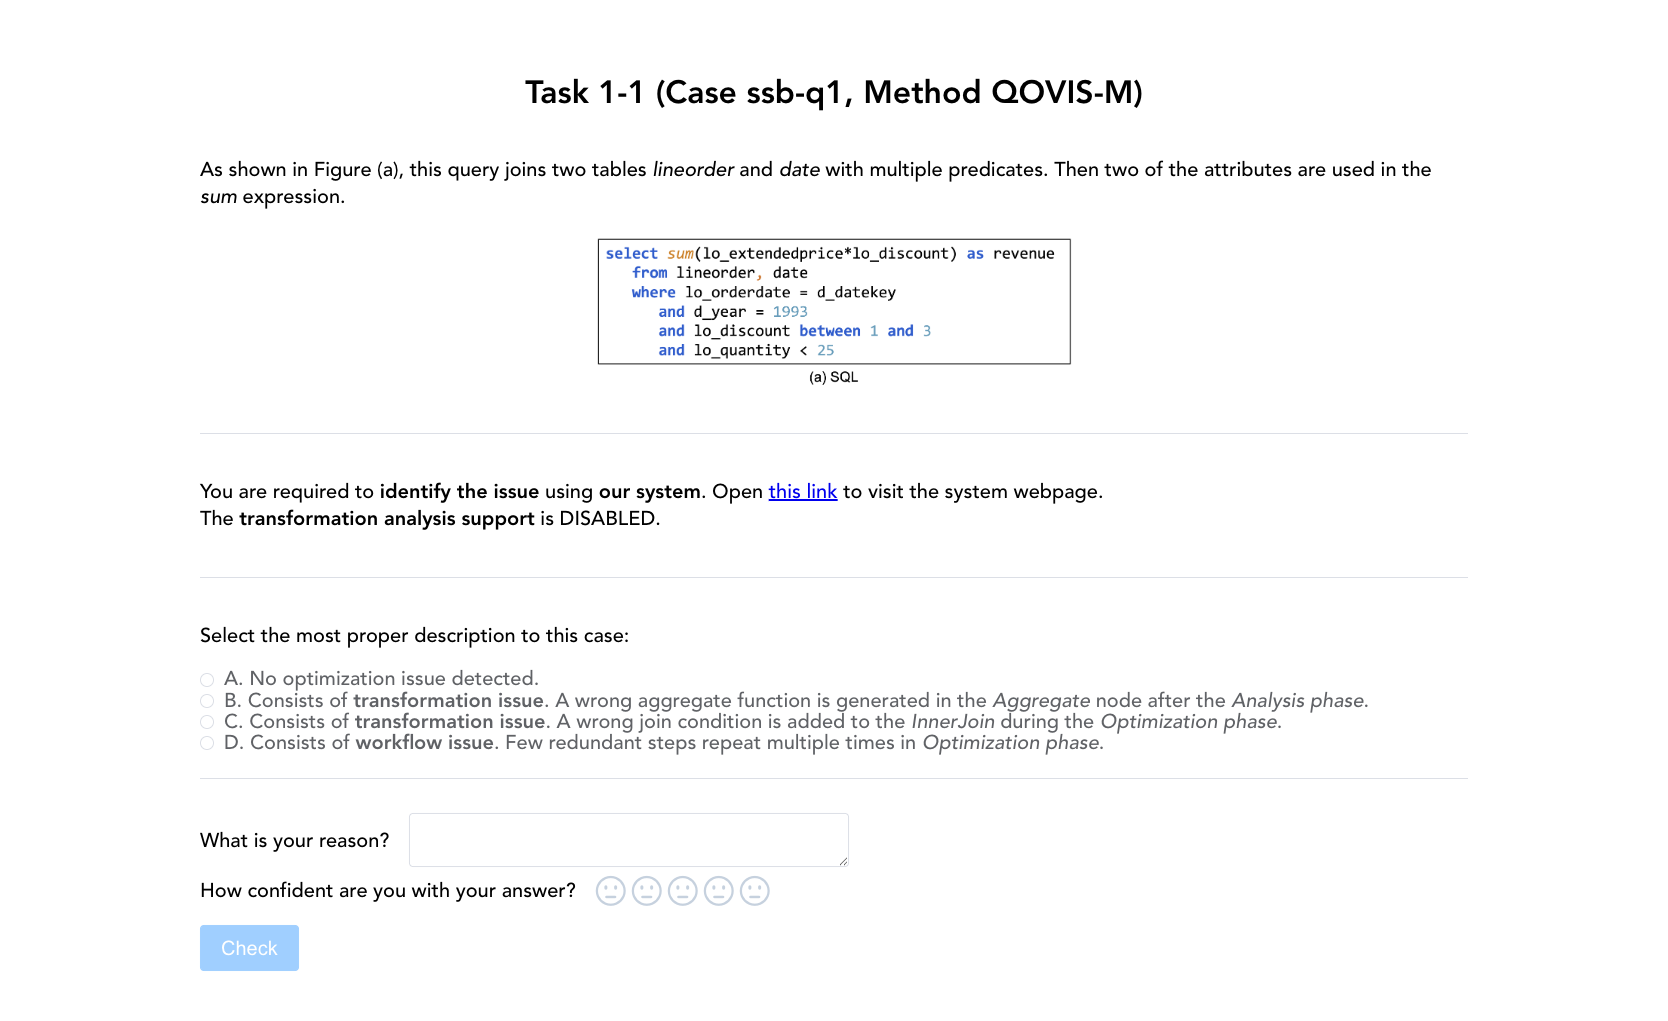 Task 1-1 (Case ssb-q1, Method QOVIS-M)
As shown in Figure (a), this query joins two tables lineorder and date with multiple predicates. Then two of the attributes are used in the
sum expression.
select sum(lo_extendedprice*lo_discount) as revenue
from lineorder, date
where lo_orderdate = d_datekey
and d_year = 1993
and lo_discount between 1 and 3
and lo_quantity < 25
(a) SQL
You are required to identify the issue using our system. Open this link to visit the system webpage.
The transformation analysis support is DISABLED.
Select the most proper description to this case:
A. No optimization issue detected.
B. Consists of transformation issue. A wrong aggregate function is generated in the Aggregate node after the Analysis phase.
C. Consists of transformation issue. A wrong join condition is added to the InnerJoin during the Optimization phase.
D. Consists of workflow issue. Few redundant steps repeat multiple times in Optimization phase.
What is your reason?
How confident are you with your answer?
Check